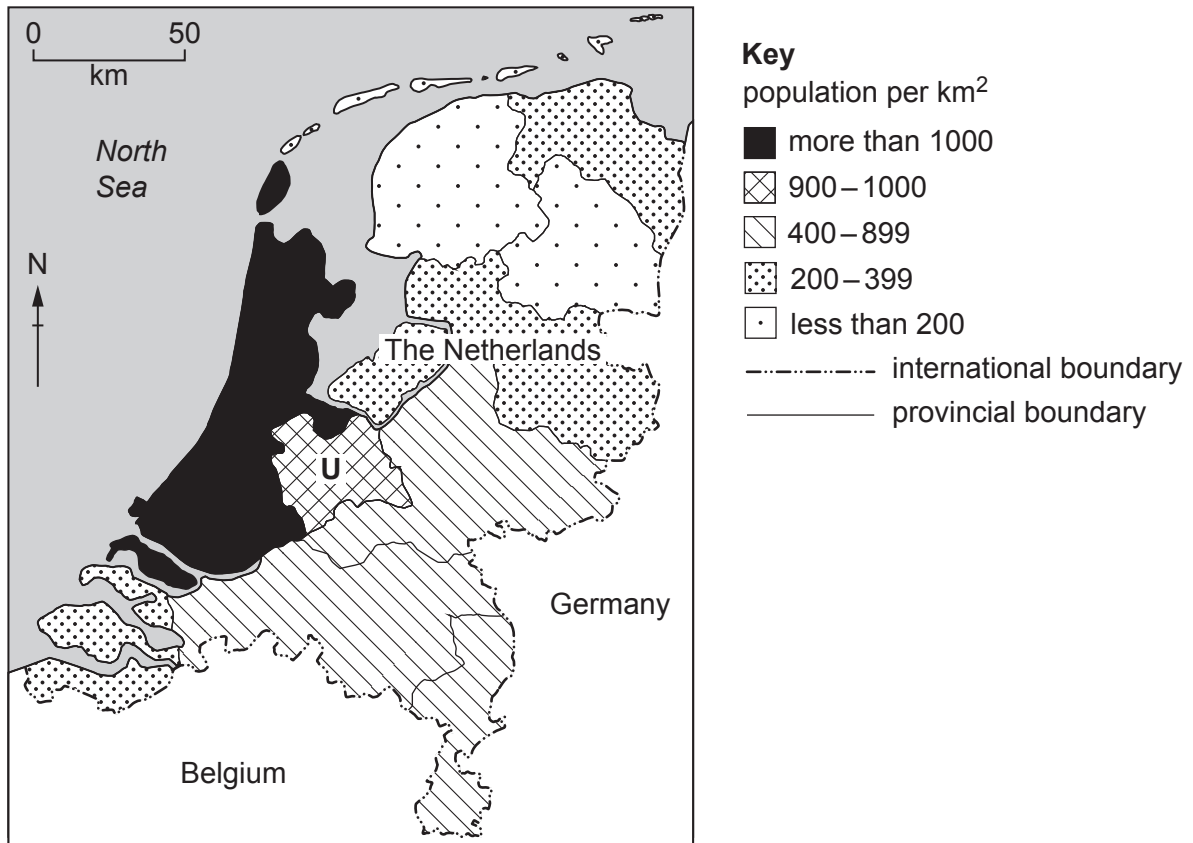 0 50
km
North
Sea
N
The Netherlands
U
Germany
Belgium
Key
population per km²
more than 1000
900–1000
400–899
200–399
less than 200
international boundary
provincial boundary